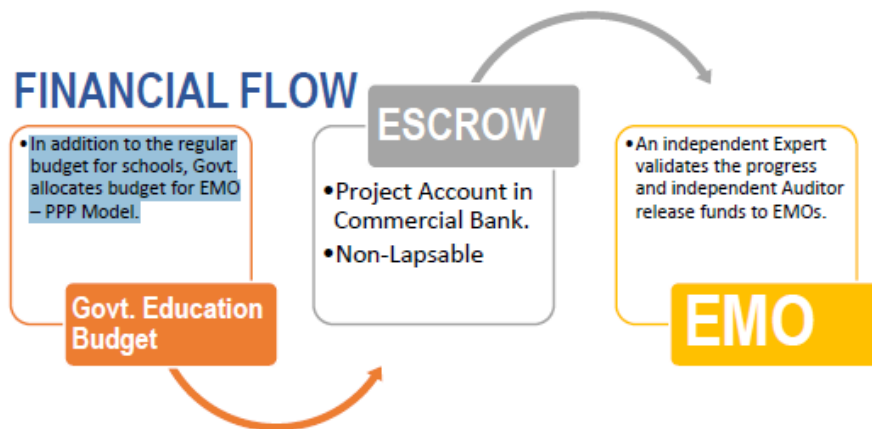 FINANCIAL FLOW
•In addition to the regular
budget for schools, Govt.
allocates budget for EMO
– PPP Model.
Govt. Education
Budget
ESCROW
•Project Account in
Commercial Bank.
•Non-Lapsable
•An independent Expert
validates the progress
and independent Auditor
release funds to EMOs.
EMO